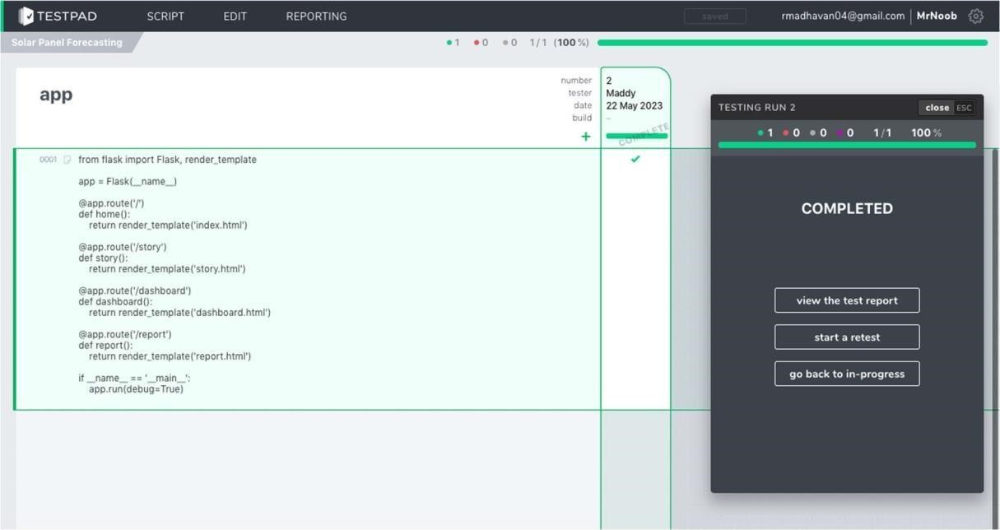 TESTPAD SCRIPT EDIT REPORTING saved rmadhavan04@gmail.com MrNoob
Solar Panel Forecasting 1 0 0 1/1 (100%)
app
number 2
tester Maddy
date 22 May 2023
build –
+
COMPLETE
0001 from flask import Flask, render_template
app = Flask(__name__)
@app.route('/')
def home():
return render_template('index.html')
@app.route('/story')
def story():
return render_template('story.html')
@app.route('/dashboard')
def dashboard():
return render_template('dashboard.html')
@app.route('/report')
def report():
return render_template('report.html')
if __name__ == '__main__':
app.run(debug=True)
TESTING RUN 2 close ESC
1 0 0 0 1/1 100%
COMPLETED
view the test report
start a retest
go back to in-progress